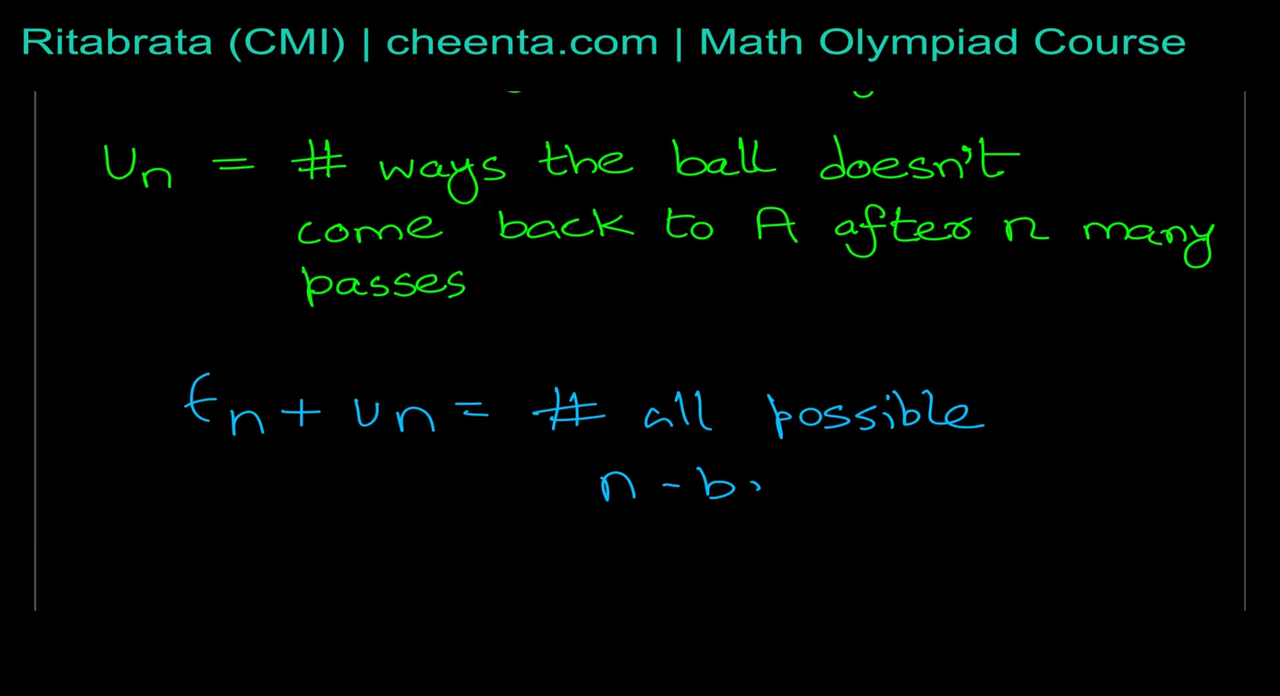 Ritabrata (CMI) | cheenta.com | Math Olympiad Course
Un = # ways the ball doesn't
come back to A after n many
passes
tn + un = # all possible
n - b